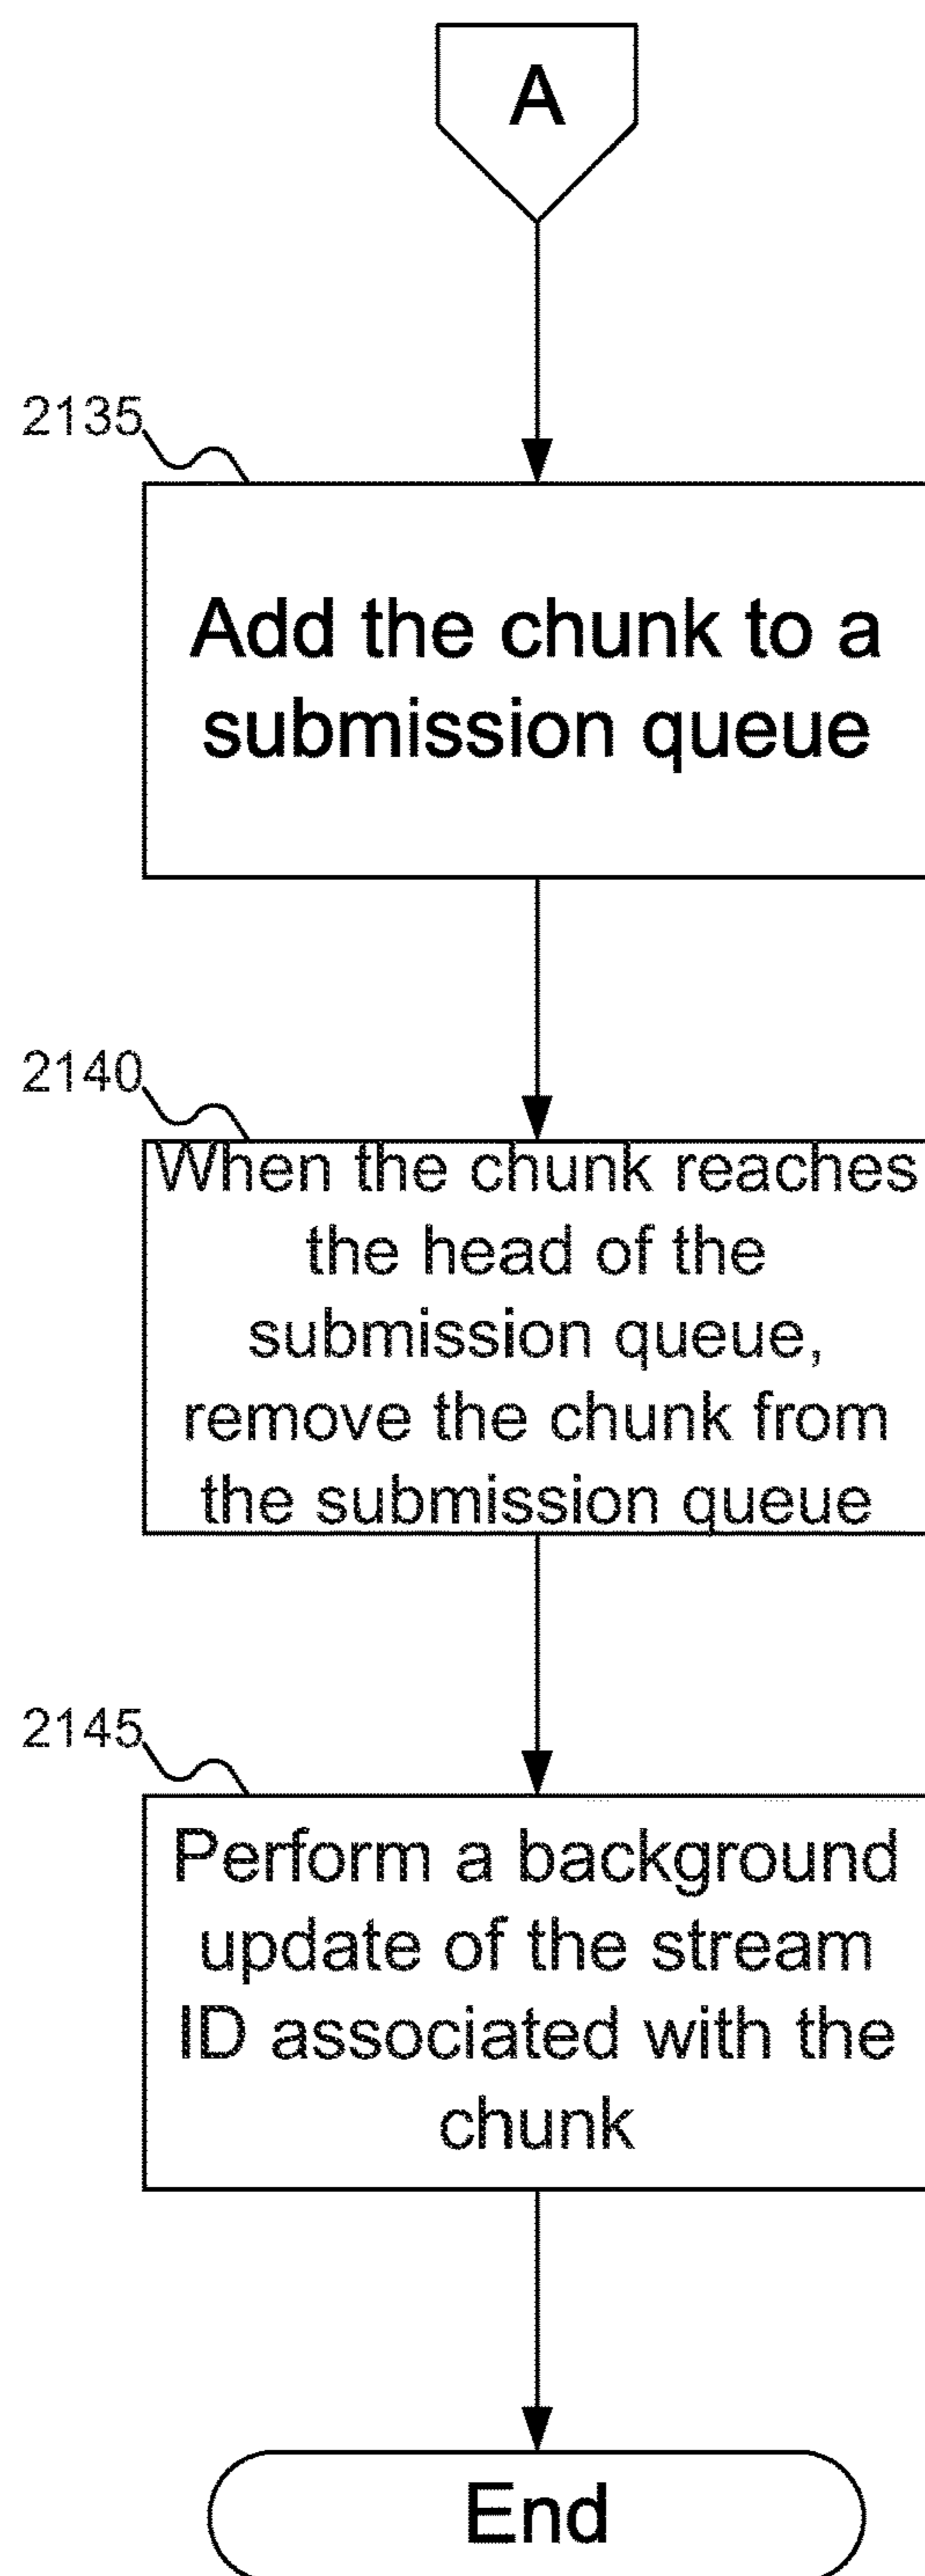 A
2135
Add the chunk to a
submission queue
2140
When the chunk reaches
the head of the
submission queue,
remove the chunk from
the submission queue
2145
Perform a background
update of the stream
ID associated with the
chunk
End